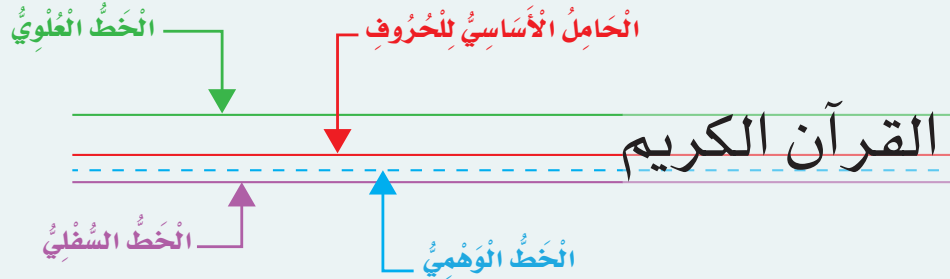 الْحَامِلُ الْأَسَاسِيُّ لِلْحُرُوفِ
الْخَطُّ الْعُلْوِيُّ
القرآن الكريم
الْخَطُّ السُّفْلِيُّ
الْخَطُّ الْوَهْمِيُّ